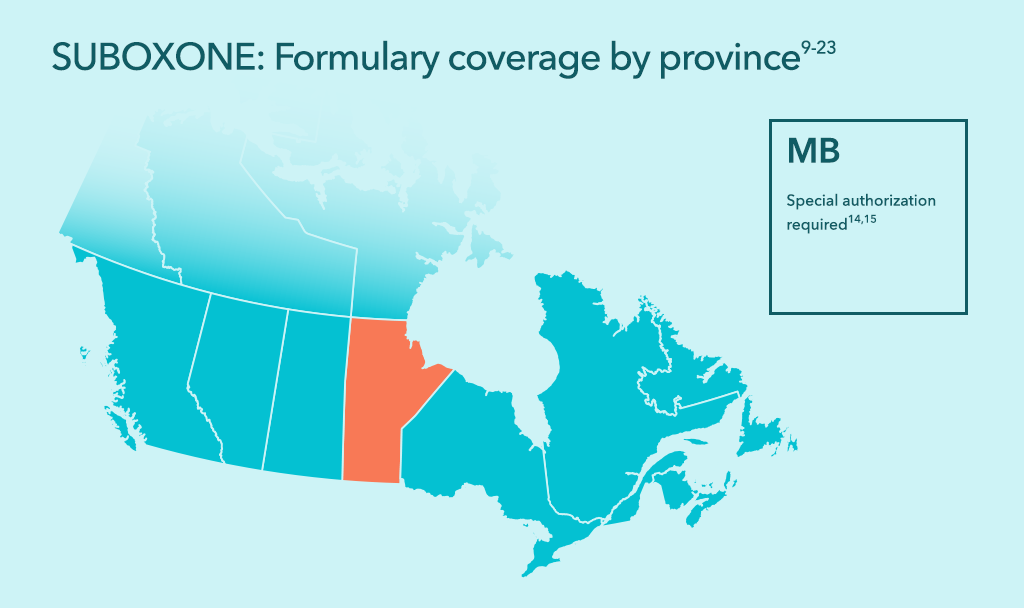 SUBOXONE: Formulary coverage by province9-23
MB
Special authorization
required14,15